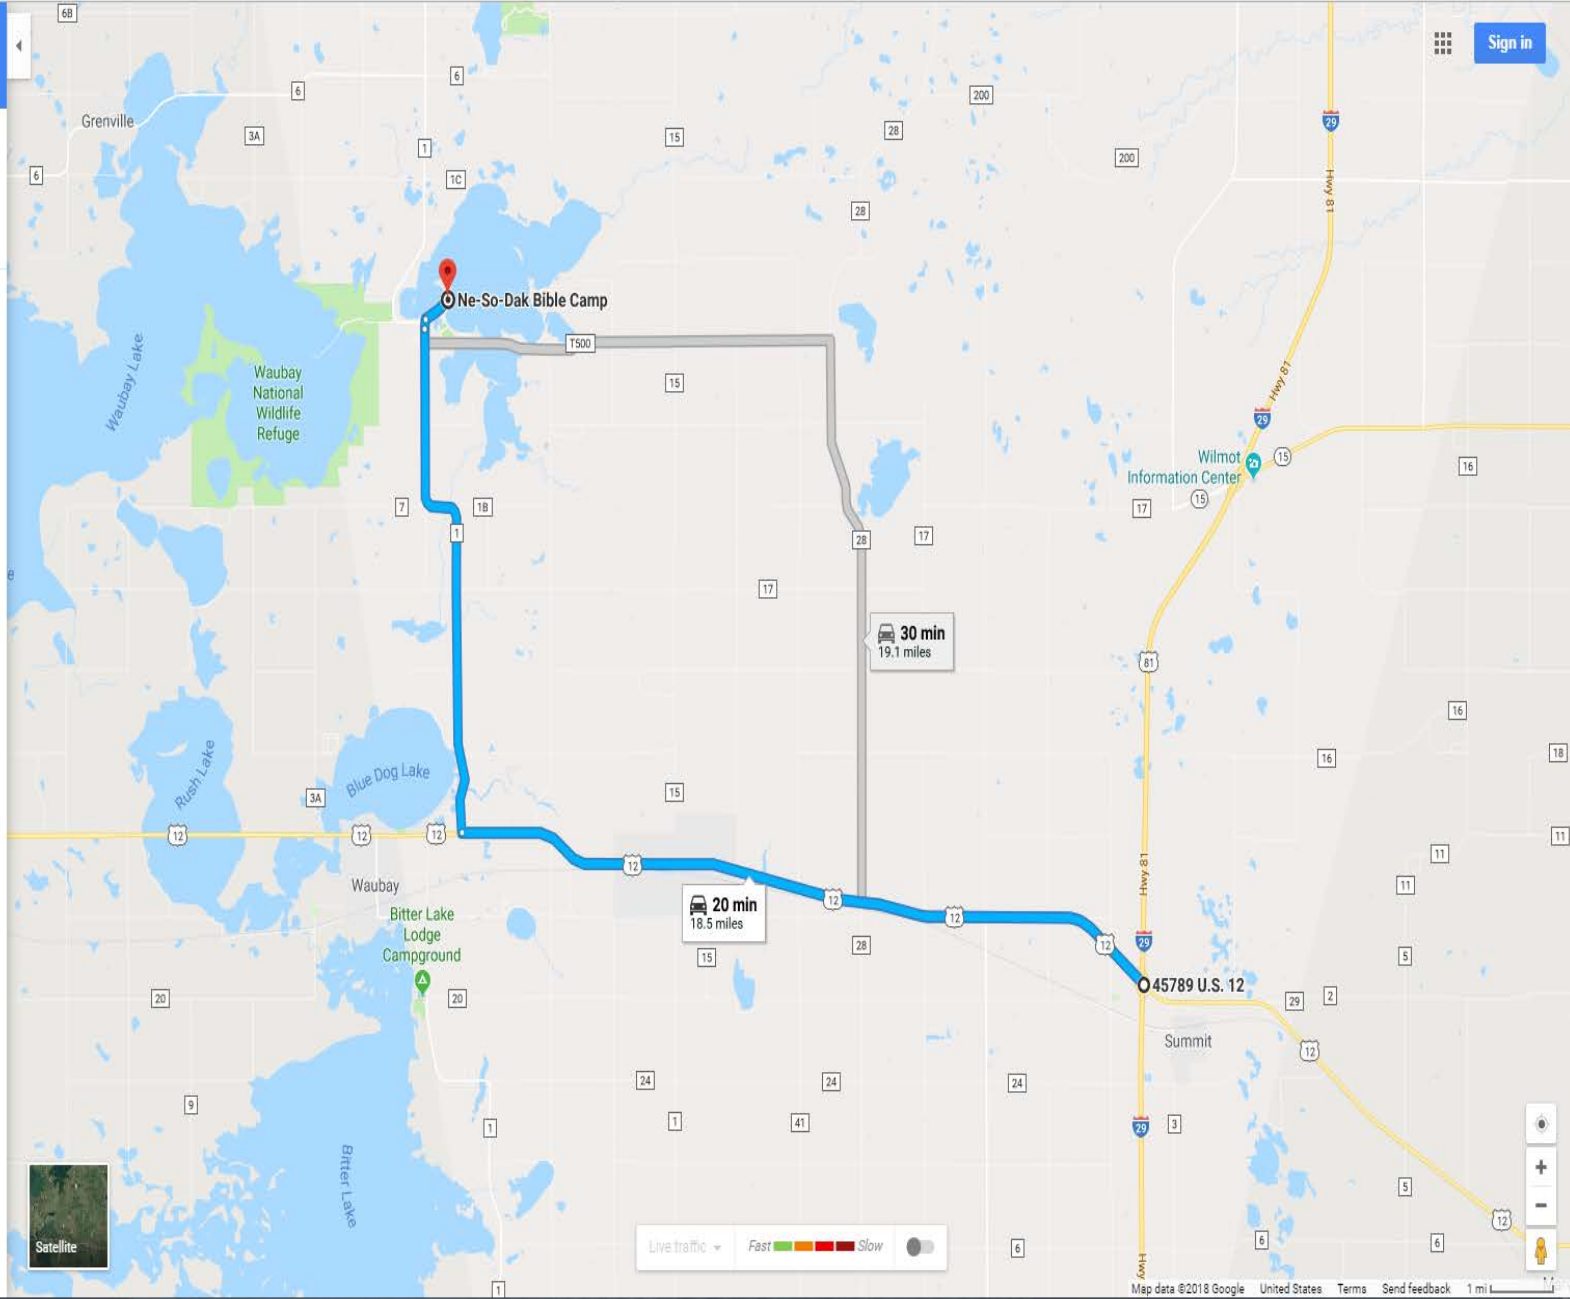 6B
Sign in
6
6
200
Grenville
29
3A
15
28
1
200
6
1C
Hwy 81
28
Ne-So-Dak Bible Camp
Waubay Lake
T500
Waubay
National
Wildlife
Refuge
15
Hwy 81
29
Wilmot
Information Center
15
16
15
7
1B
17
1
28
17
e
17
30 min
19.1 miles
81
16
Rush Lake
Blue Dog Lake
16
18
3A
15
12
12
12
11
11
12
Hwy 81
Waubay
11
20 min
18.5 miles
12
12
Bitter Lake
Lodge
Campground
28
12
29
15
5
45789 U.S. 12
20
20
29
2
Summit
12
24
24
24
9
1
1
41
29
3
Bitter Lake
5
12
Satellite
Live traffic
Fast
Slow
6
6
6
Hwy
1
Map data ©2018 Google United States Terms Send feedback 1 mi